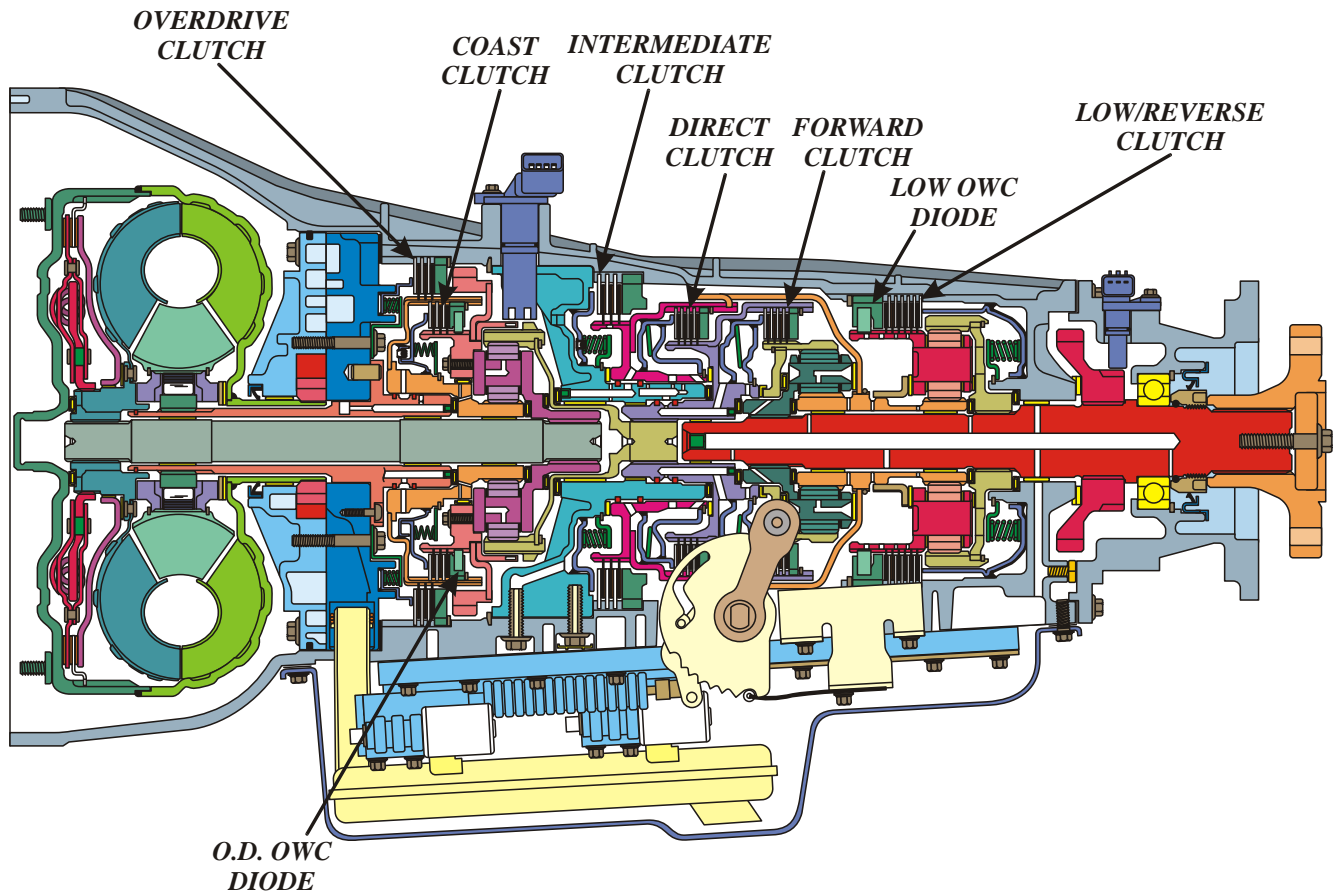 OVERDRIVE
CLUTCH
COAST
CLUTCH
INTERMEDIATE
CLUTCH
DIRECT
CLUTCH
FORWARD
CLUTCH
LOW/REVERSE
CLUTCH
LOW OWC
DIODE
O.D. OWC
DIODE